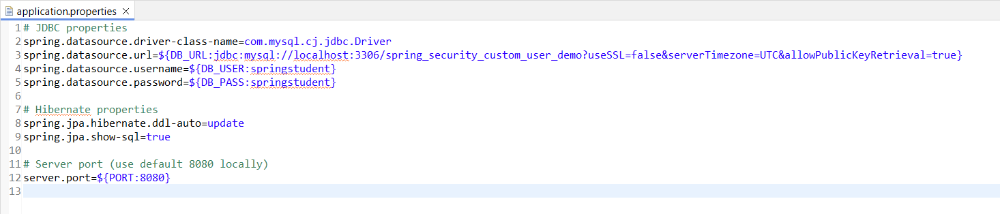 application.properties
1 # JDBC properties
2 spring.datasource.driver-class-name=com.mysql.cj.jdbc.Driver
3 spring.datasource.url=${DB_URL:jdbc:mysql://localhost:3306/spring_security_custom_user_demo?useSSL=false&serverTimezone=UTC&allowPublicKeyRetrieval=true}
4 spring.datasource.username=${DB_USER:springstudent}
5 spring.datasource.password=${DB_PASS:springstudent}
6
7 # Hibernate properties
8 spring.jpa.hibernate.ddl-auto=update
9 spring.jpa.show-sql=true
10
11 # Server port (use default 8080 locally)
12 server.port=${PORT:8080}
13